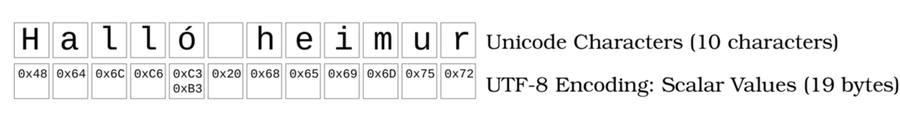 H a l l ó h e i m u r Unicode Characters (10 characters)
0x48 0x64 0x6C 0xC6 0xC3 0x20 0x68 0x65 0x69 0x6D 0x75 0x72 UTF-8 Encoding: Scalar Values (19 bytes)
0xB3